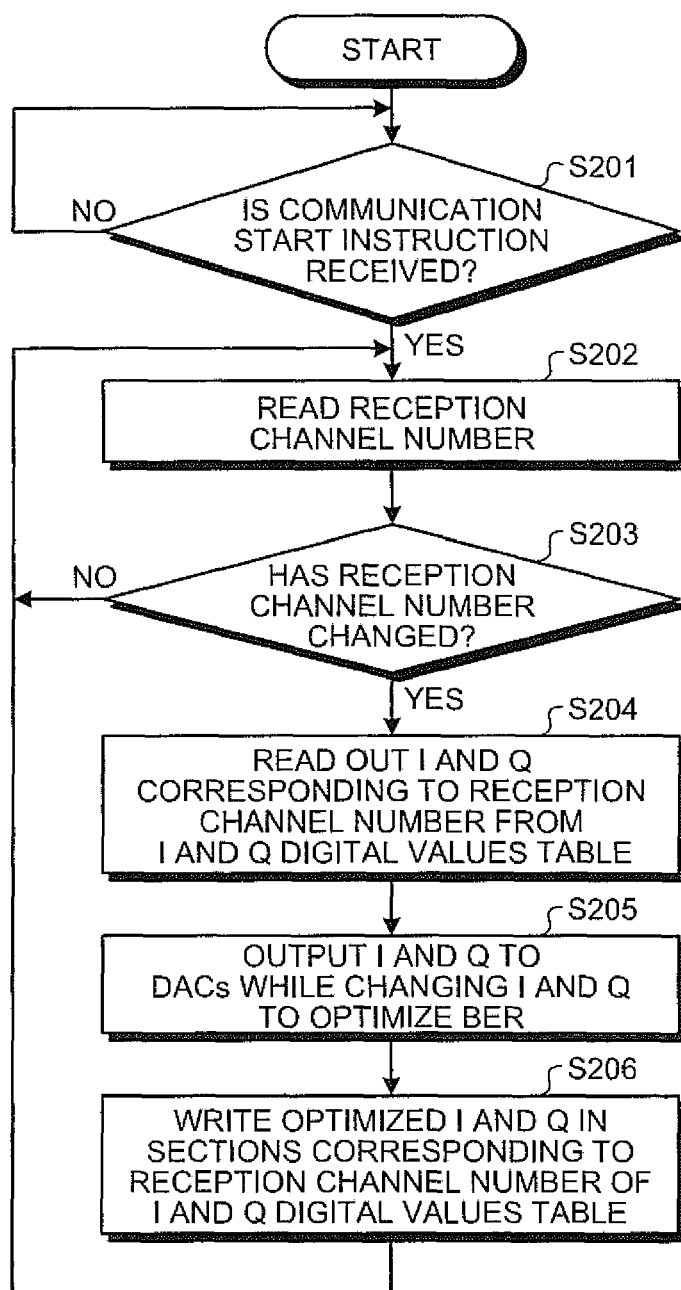 START
S201
NO
IS COMMUNICATION
START INSTRUCTION
RECEIVED?
YES
S202
READ RECEPTION
CHANNEL NUMBER
S203
NO
HAS RECEPTION
CHANNEL NUMBER
CHANGED?
YES
S204
READ OUT I AND Q
CORRESPONDING TO RECEPTION
CHANNEL NUMBER FROM
I AND Q DIGITAL VALUES TABLE
S205
OUTPUT I AND Q TO
DACs WHILE CHANGING I AND Q
TO OPTIMIZE BER
S206
WRITE OPTIMIZED I AND Q IN
SECTIONS CORRESPONDING TO
RECEPTION CHANNEL NUMBER OF
I AND Q DIGITAL VALUES TABLE